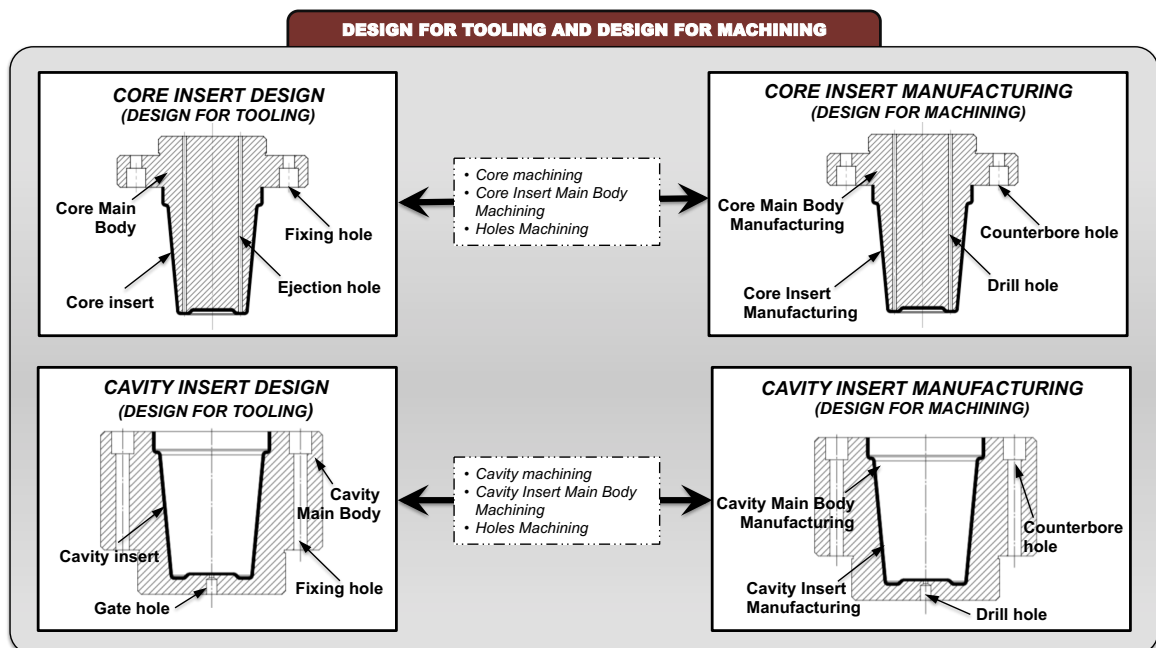 DESIGN FOR TOOLING AND DESIGN FOR MACHINING
CORE INSERT DESIGN
(DESIGN FOR TOOLING)
Core Main
Body
Fixing hole
Ejection hole
Core insert
• Core machining
• Core Insert Main Body
Machining
• Holes Machining
CORE INSERT MANUFACTURING
(DESIGN FOR MACHINING)
Core Main Body
Manufacturing
Counterbore hole
Drill hole
Core Insert
Manufacturing
CAVITY INSERT DESIGN
(DESIGN FOR TOOLING)
Cavity
Main Body
Cavity insert
Fixing hole
Gate hole
• Cavity machining
• Cavity Insert Main Body
Machining
• Holes Machining
CAVITY INSERT MANUFACTURING
(DESIGN FOR MACHINING)
Cavity Main Body
Manufacturing
Counterbore
hole
Cavity Insert
Manufacturing
Drill hole